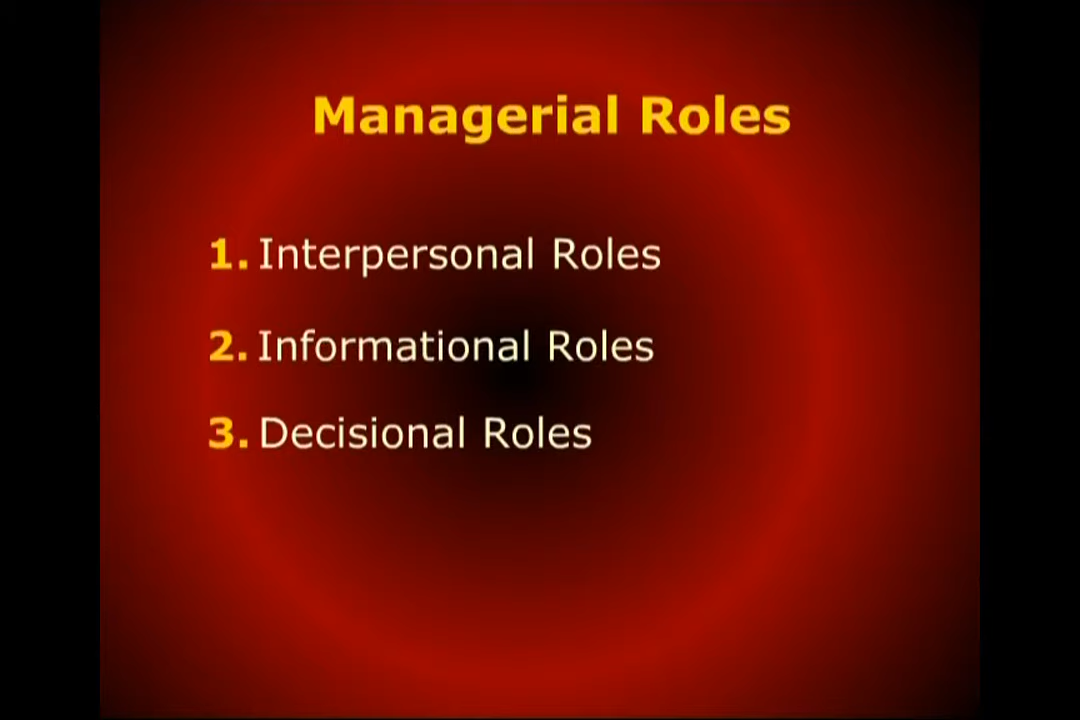 Managerial Roles
1. Interpersonal Roles
2. Informational Roles
3. Decisional Roles